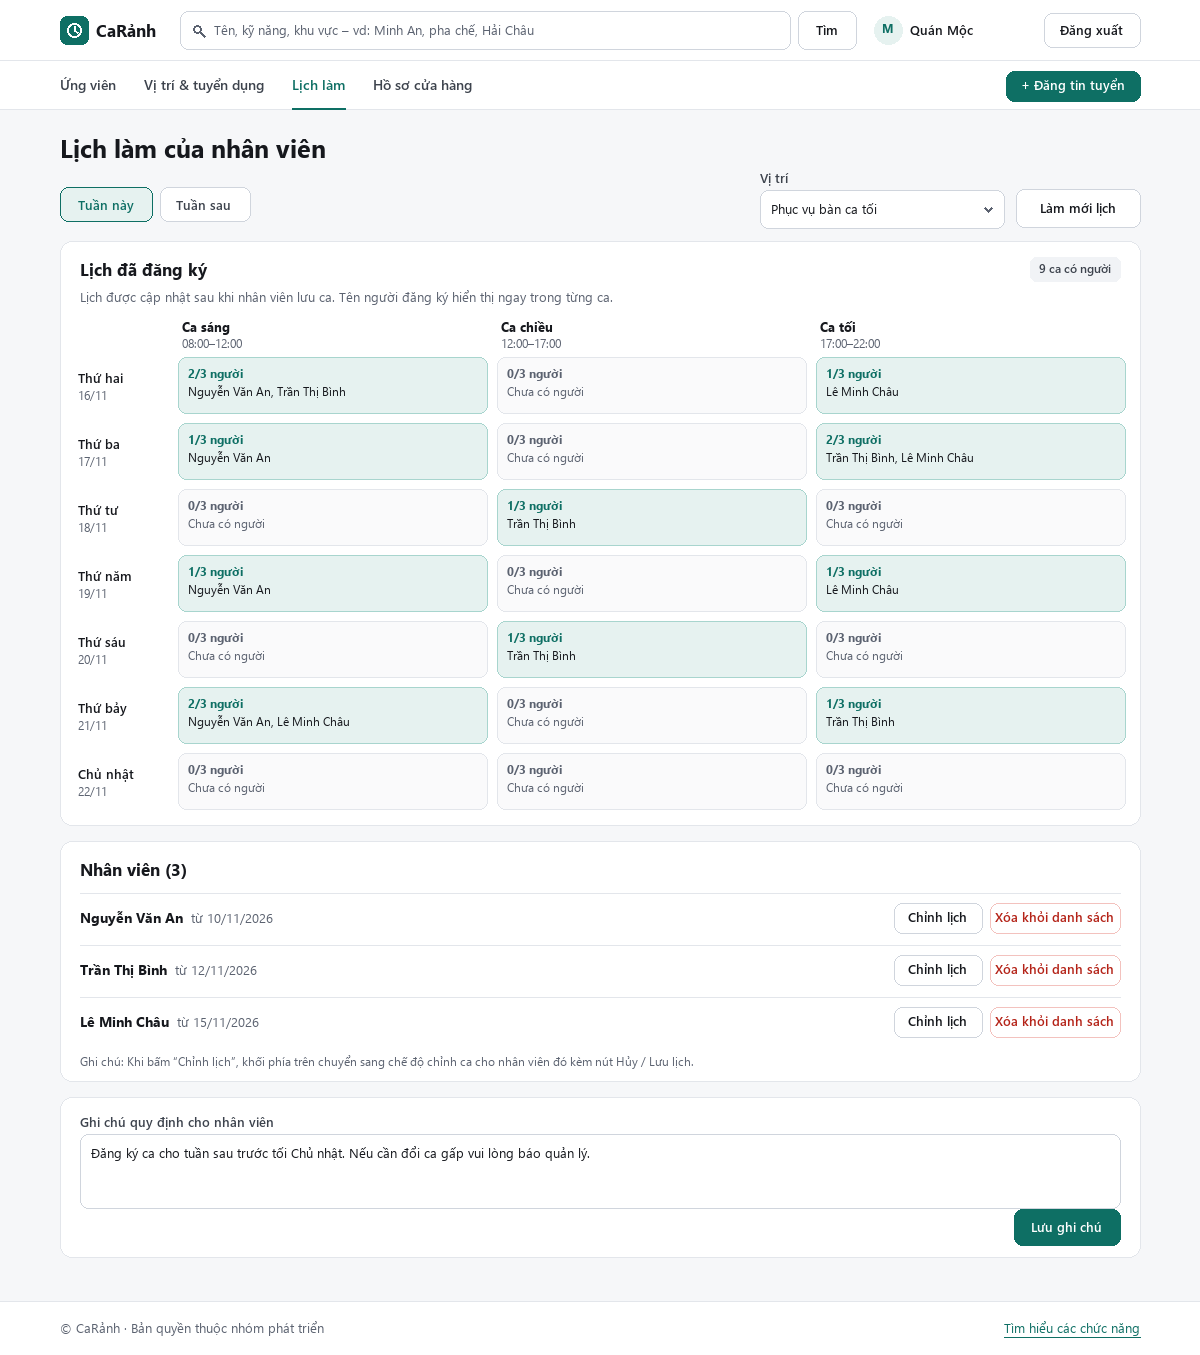 CaRảnh
Tên, kỹ năng, khu vực – vd: Minh An, pha chế, Hải Châu
Tìm
M
Quán Mộc
Đăng xuất
Ứng viên
Vị trí & tuyển dụng
Lịch làm
Hồ sơ cửa hàng
+ Đăng tin tuyển
Lịch làm của nhân viên
Tuần này
Tuần sau
Vị trí
Phục vụ bàn ca tối
Làm mới lịch
Lịch đã đăng ký
9 ca có người
Lịch được cập nhật sau khi nhân viên lưu ca. Tên người đăng ký hiển thị ngay trong từng ca.
Ca sáng
08:00–12:00
Ca chiều
12:00–17:00
Ca tối
17:00–22:00
Thứ hai
16/11
2/3 người
Nguyễn Văn An, Trần Thị Bình
0/3 người
Chưa có người
1/3 người
Lê Minh Châu
Thứ ba
17/11
1/3 người
Nguyễn Văn An
0/3 người
Chưa có người
2/3 người
Trần Thị Bình, Lê Minh Châu
Thứ tư
18/11
0/3 người
Chưa có người
1/3 người
Trần Thị Bình
0/3 người
Chưa có người
Thứ năm
19/11
1/3 người
Nguyễn Văn An
0/3 người
Chưa có người
1/3 người
Lê Minh Châu
Thứ sáu
20/11
0/3 người
Chưa có người
1/3 người
Trần Thị Bình
0/3 người
Chưa có người
Thứ bảy
21/11
2/3 người
Nguyễn Văn An, Lê Minh Châu
0/3 người
Chưa có người
1/3 người
Trần Thị Bình
Chủ nhật
22/11
0/3 người
Chưa có người
0/3 người
Chưa có người
0/3 người
Chưa có người
Nhân viên (3)
Nguyễn Văn An từ 10/11/2026
Chỉnh lịch
Xóa khỏi danh sách
Trần Thị Bình từ 12/11/2026
Chỉnh lịch
Xóa khỏi danh sách
Lê Minh Châu từ 15/11/2026
Chỉnh lịch
Xóa khỏi danh sách
Ghi chú: Khi bấm “Chỉnh lịch”, khối phía trên chuyển sang chế độ chỉnh ca cho nhân viên đó kèm nút Hủy / Lưu lịch.
Ghi chú quy định cho nhân viên
Đăng ký ca cho tuần sau trước tối Chủ nhật. Nếu cần đổi ca gấp vui lòng báo quản lý.
Lưu ghi chú
© CaRảnh · Bản quyền thuộc nhóm phát triển
Tìm hiểu các chức năng